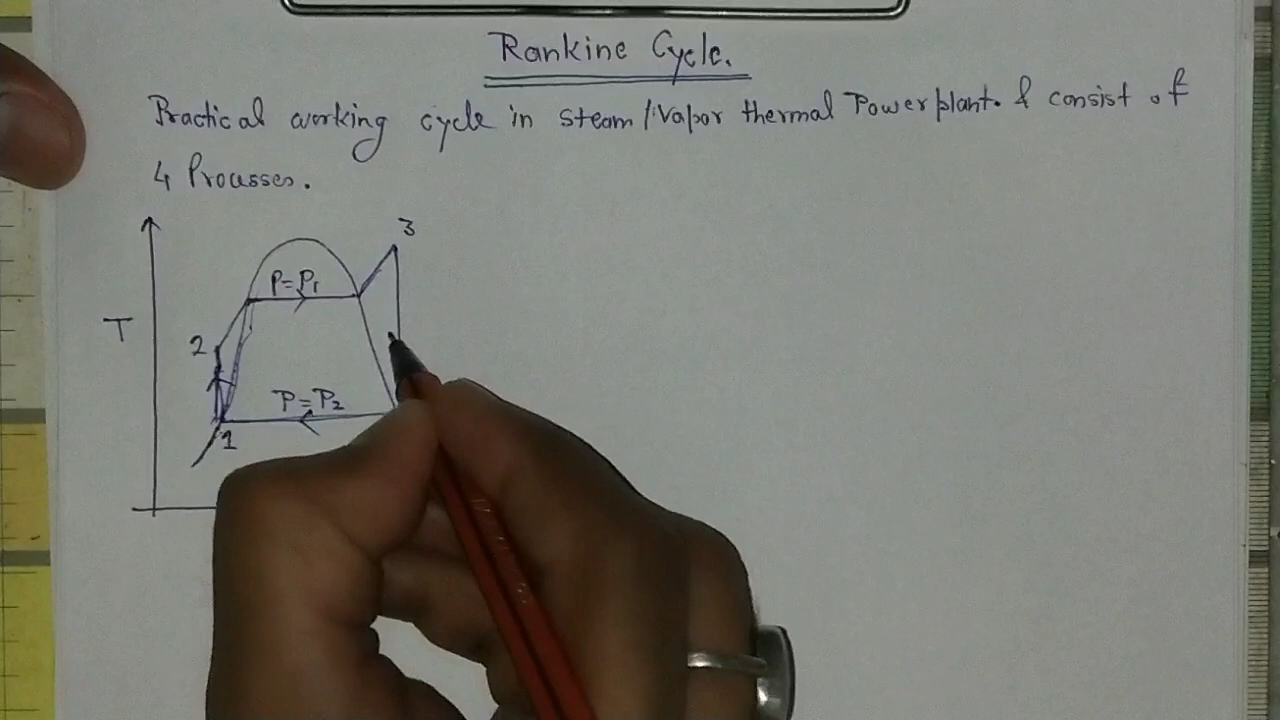 Rankine Cycle.
Practical working cycle in steam/Vapor thermal Power plant. & consist of
4 Prousses.
3
P=P1
T
2
P=P2
1